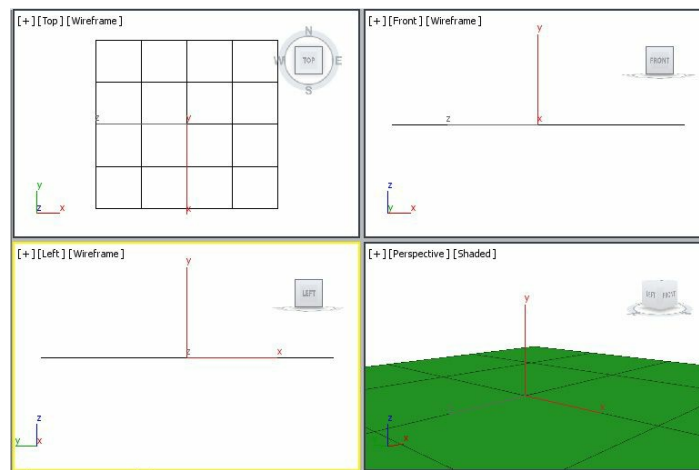 [+][Top][Wireframe]
N
W
TOP
E
S
z
y
x
y
z
x
[+][Front][Wireframe]
y
FRONT
z
x
z
y
x
[+][Left][Wireframe]
y
LEFT
z
x
z
y
x
[+][Perspective][Shaded]
y
x
z
x